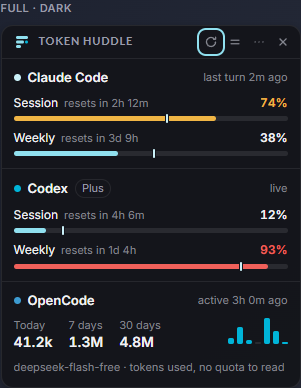 FULL · DARK
TOKEN HUDDLE
Claude Code last turn 2m ago
Session resets in 2h 12m 74%
Weekly resets in 3d 9h 38%
Codex Plus live
Session resets in 4h 6m 12%
Weekly resets in 1d 4h 93%
OpenCode active 3h 0m ago
Today 7 days 30 days
41.2k 1.3M 4.8M
deepseek-flash-free · tokens used, no quota to read